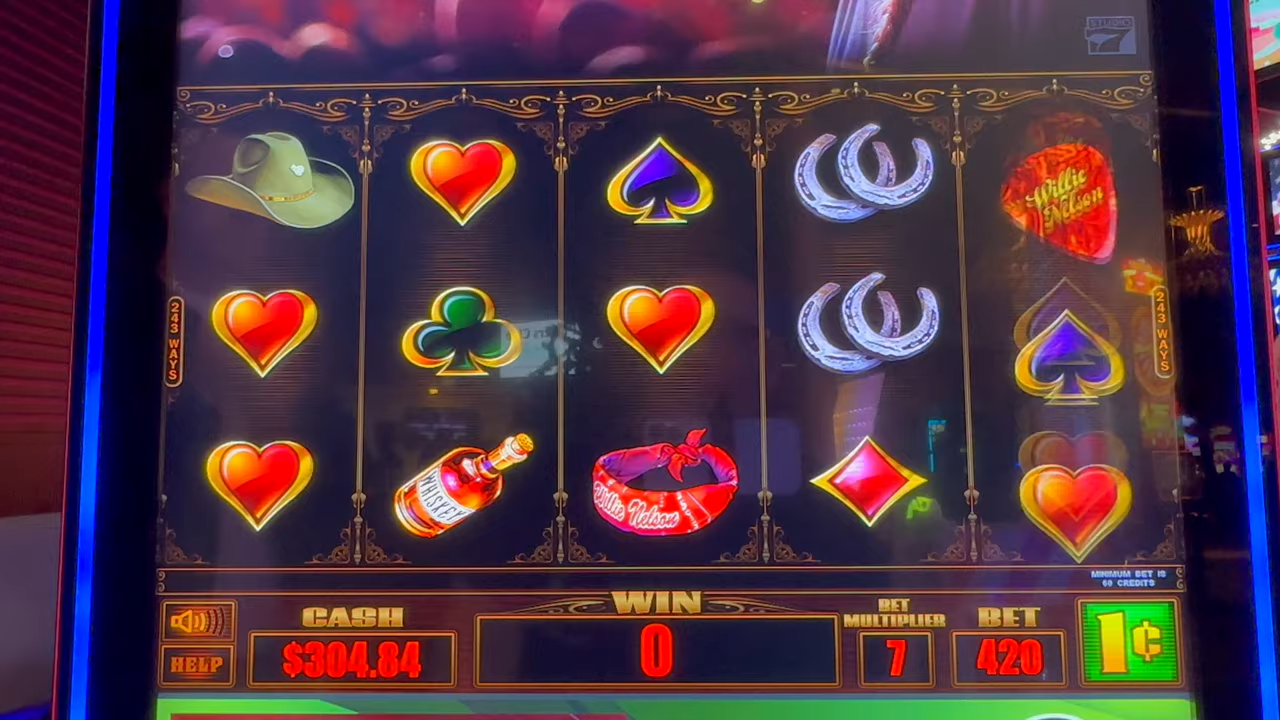 STUDIO
7
Willie
Nelson
243 WAYS
243 WAYS
WHISKEY
Willie Nelson
MINIMUM BET IS
60 CREDITS
CASH
WIN
BET
MULTIPLIER
BET
$304.84
0
7
420
1¢
HELP